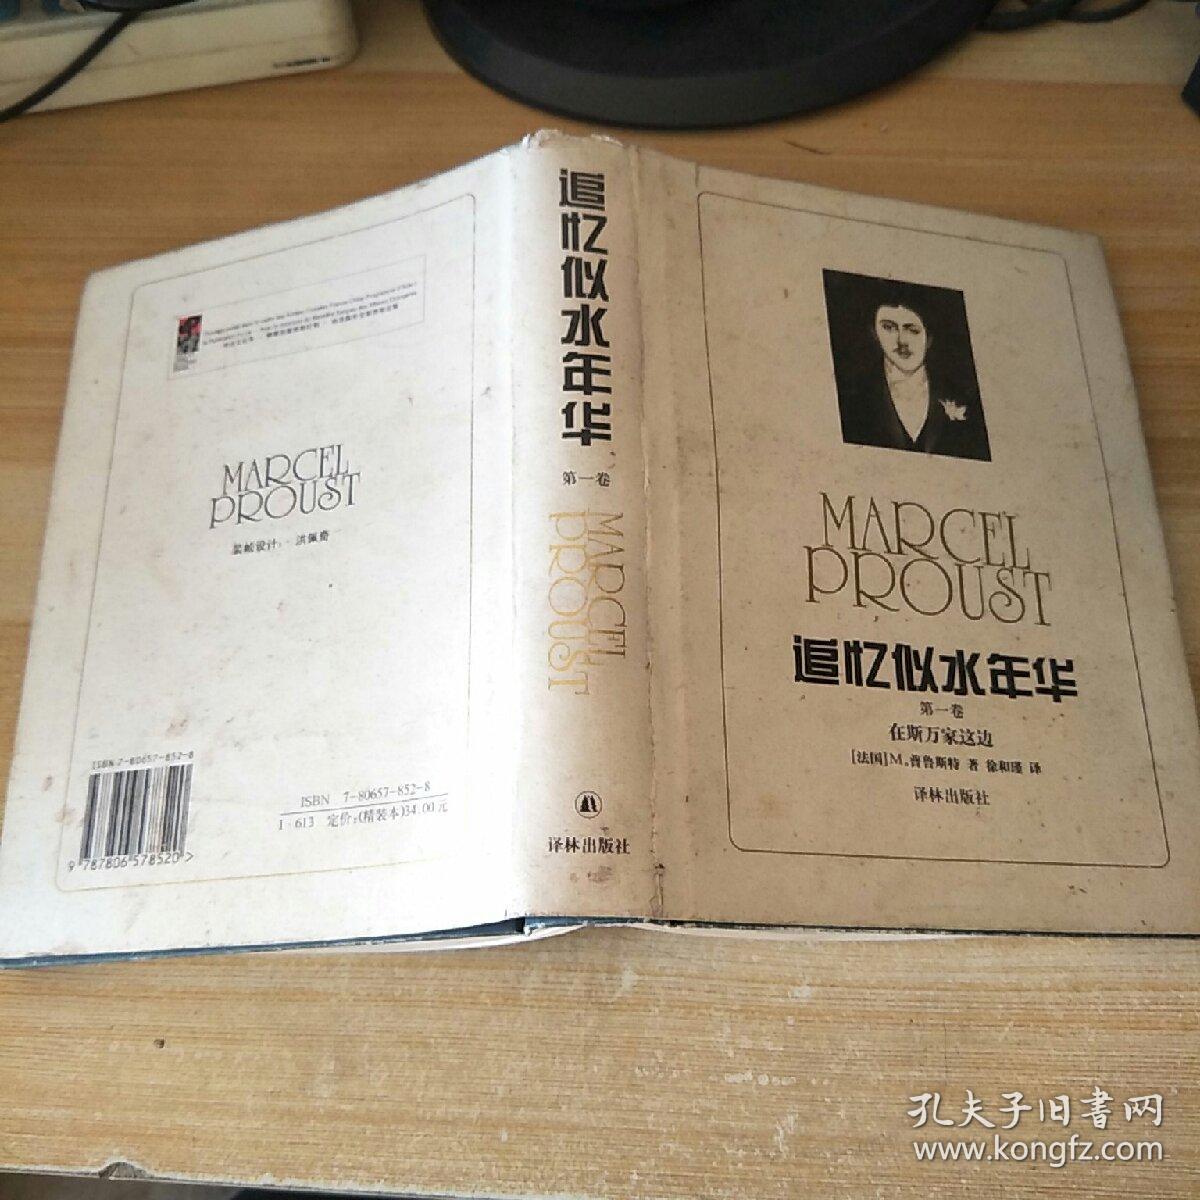 MARCEL
PROUST
装帧设计:洪佩奇
ISBN 7-80657-852-8
9 787806 578520 >
ISBN 7-80657-852-8
I·613 定价:(精装本)34.00元
追忆似水年华
第一卷
MARCEL
PROUST
译林出版社
MARCEL
PROUST
追忆似水年华
第一卷
在斯万家这边
[法国]M。普鲁斯特 著 徐和瑾 译
译林出版社
孔夫子旧书网
www.kongfz.com